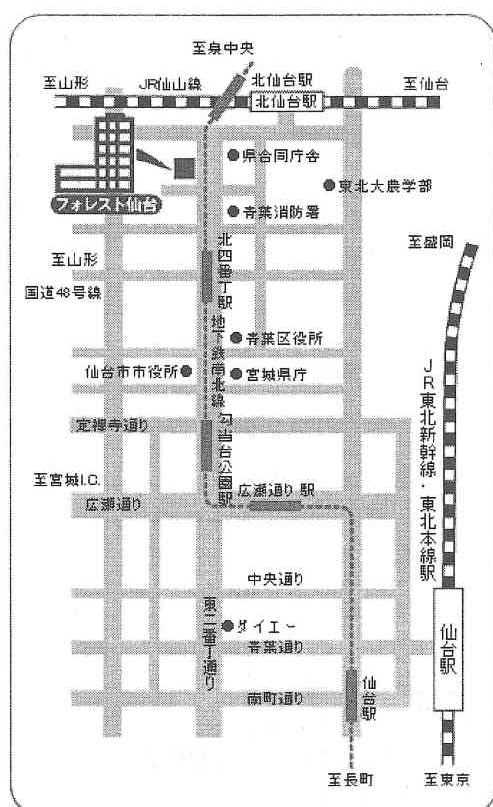 至泉中央
至山形
JR仙山線
北仙台駅
至仙台
北仙台駅
県合同庁舎
東北大農学部
フォレスト仙台
青葉消防署
至盛岡
至山形
北四番丁駅
国道48号線
地下鉄南北線
青葉区役所
仙台市市役所
宮城県庁
JR東北新幹線・東北本線駅
定禅寺通り
勾当台公園駅
至宮城I.C.
広瀬通り 駅
広瀬通り
中央通り
東二番丁通り
ダイエー
青葉通り
仙台駅
仙台駅
南町通り
至長町
至東京